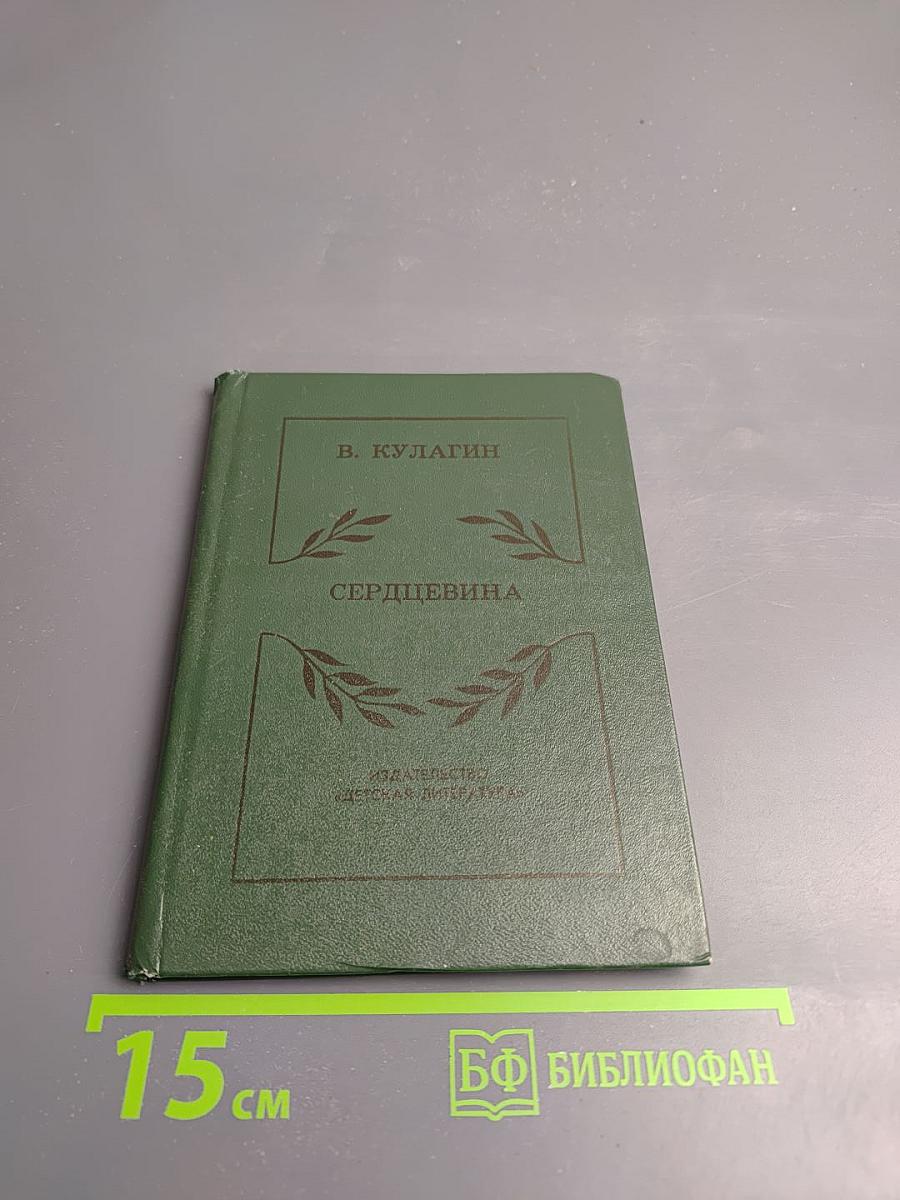 В. КУЛАГИН
СЕРДЦЕВИНА
ИЗДАТЕЛЬСТВО
«ДЕТСКАЯ ЛИТЕРАТУРА»
15 см
БФ БИБЛИОФАН